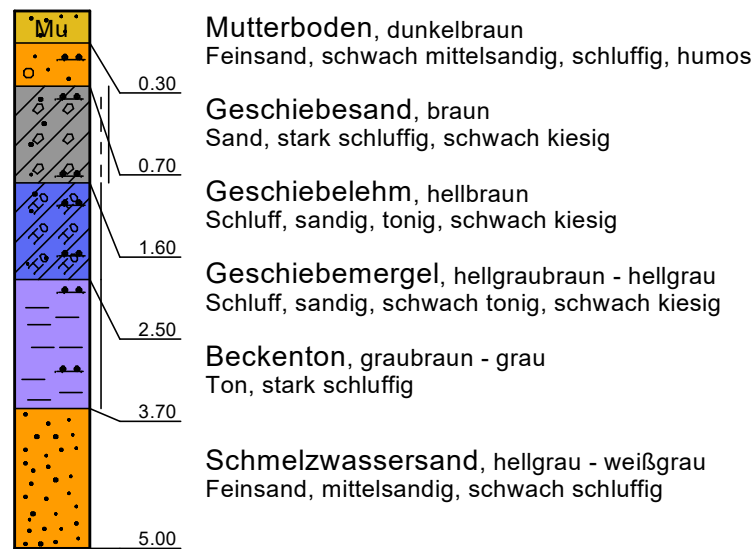 Mu
Mutterboden, dunkelbraun
Feinsand, schwach mittelsandig, schluffig, humos
0.30
Geschiebesand, braun
Sand, stark schluffig, schwach kiesig
0.70
Geschiebelehm, hellbraun
Schluff, sandig, tonig, schwach kiesig
1.60
Geschiebemergel, hellgraubraun - hellgrau
Schluff, sandig, schwach tonig, schwach kiesig
2.50
Beckenton, graubraun - grau
Ton, stark schluffig
3.70
Schmelzwassersand, hellgrau - weißgrau
Feinsand, mittelsandig, schwach schluffig
5.00